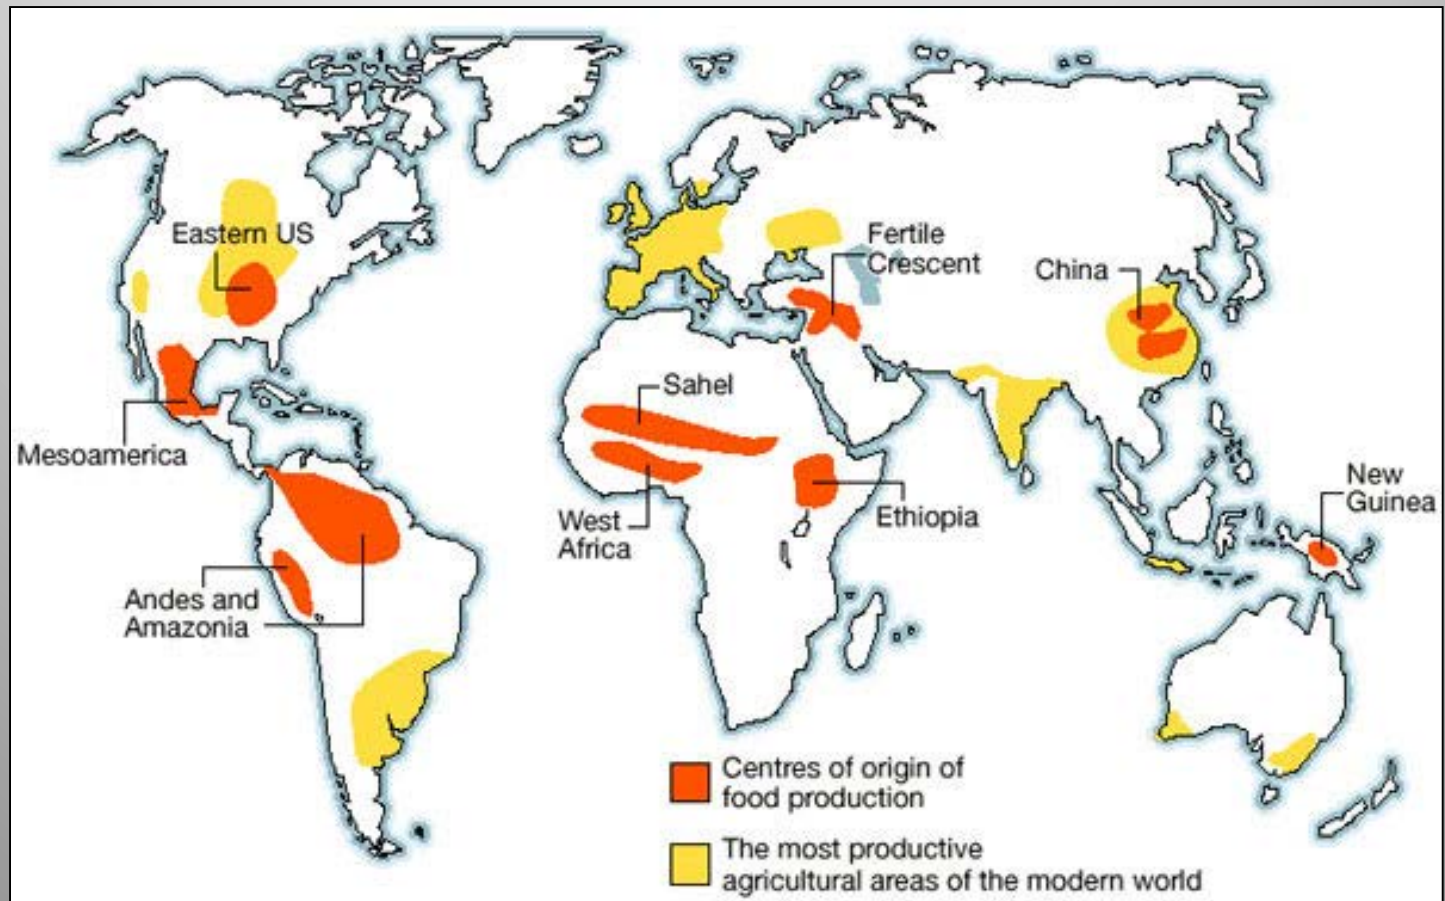 Eastern US
Fertile
Crescent
China
Sahel
Mesoamerica
New
Guinea
West
Africa
Ethiopia
Andes and
Amazonia
Centres of origin of
food production
The most productive
agricultural areas of the modern world